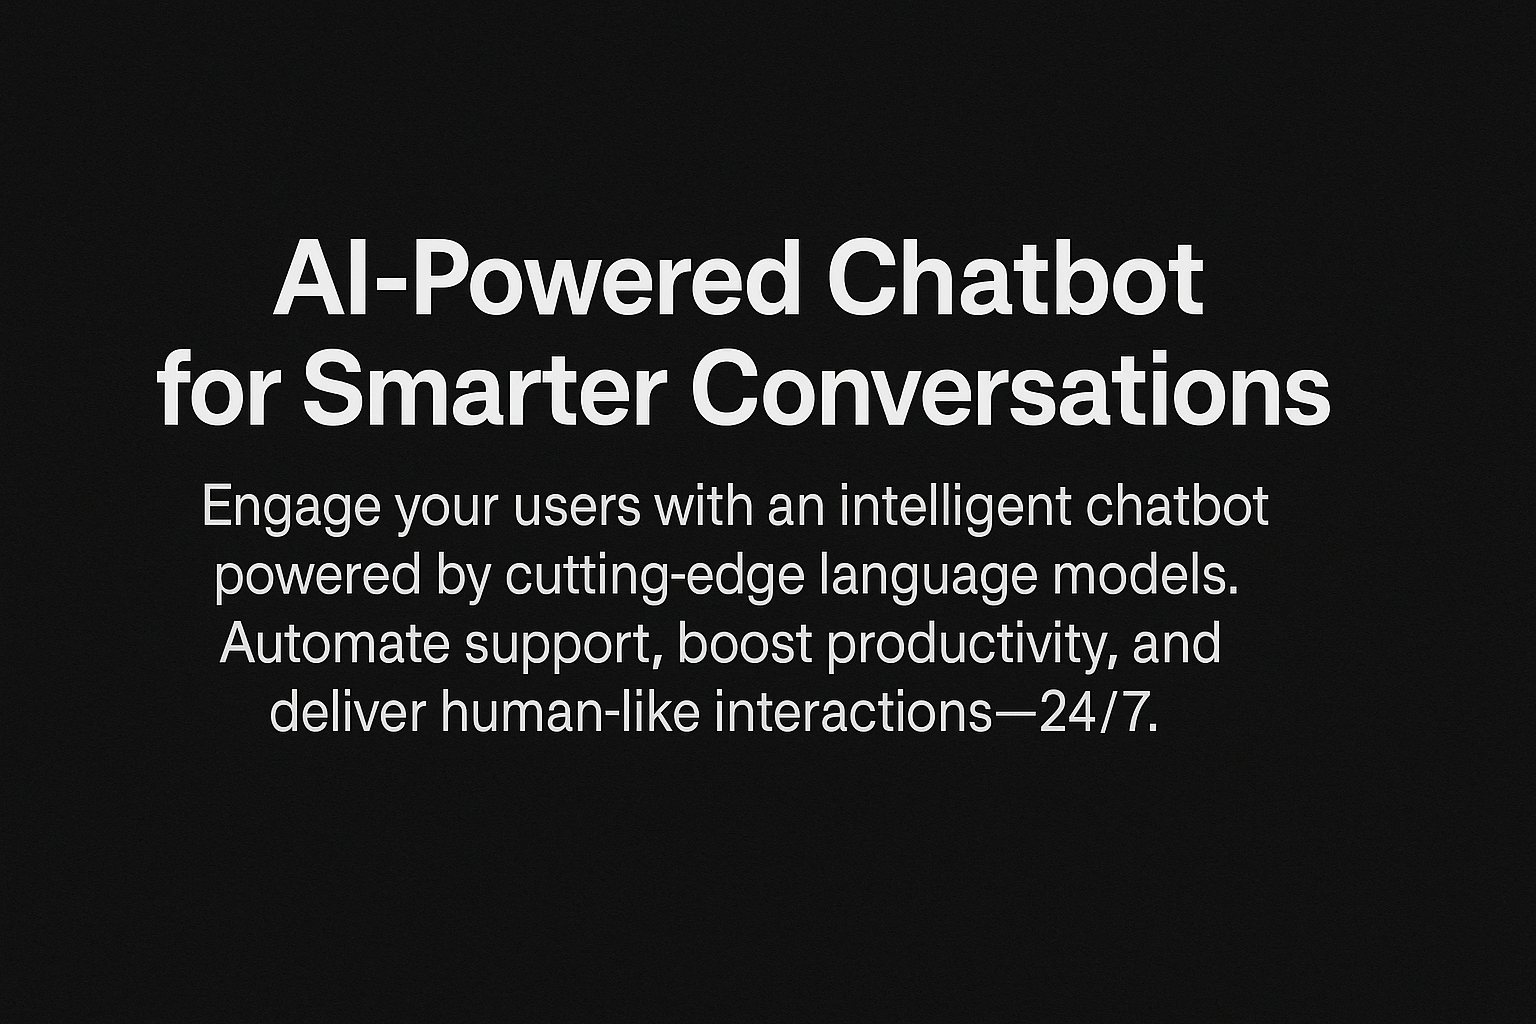 AI-Powered Chatbot
for Smarter Conversations
Engage your users with an intelligent chatbot
powered by cutting-edge language models.
Automate support, boost productivity, and
deliver human-like interactions—24/7.